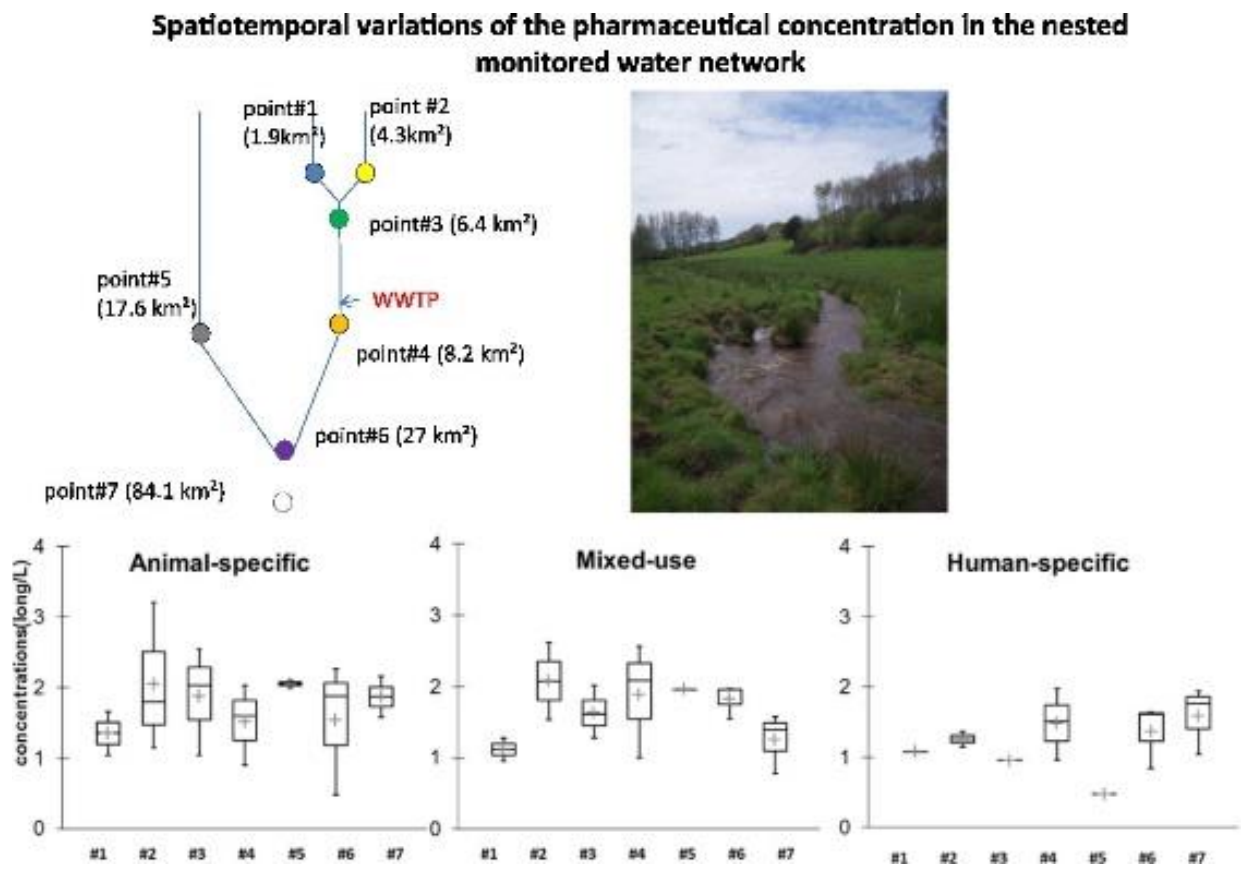 Spatiotemporal variations of the pharmaceutical concentration in the nested
monitored water network
point#1
(1.9km²)
point #2
(4.3km²)
point#3 (6.4 km²)
point#5
(17.6 km²)
WWTP
point#4 (8.2 km²)
point#6 (27 km²)
point#7 (84.1 km²)
concentrations(long/L)
4
3
2
1
0
Animal-specific
#1 #2 #3 #4 #5 #6 #7
4
3
2
1
0
Mixed-use
#1 #2 #3 #4 #5 #6 #7
4
3
2
1
0
Human-specific
#1 #2 #3 #4 #5 #6 #7